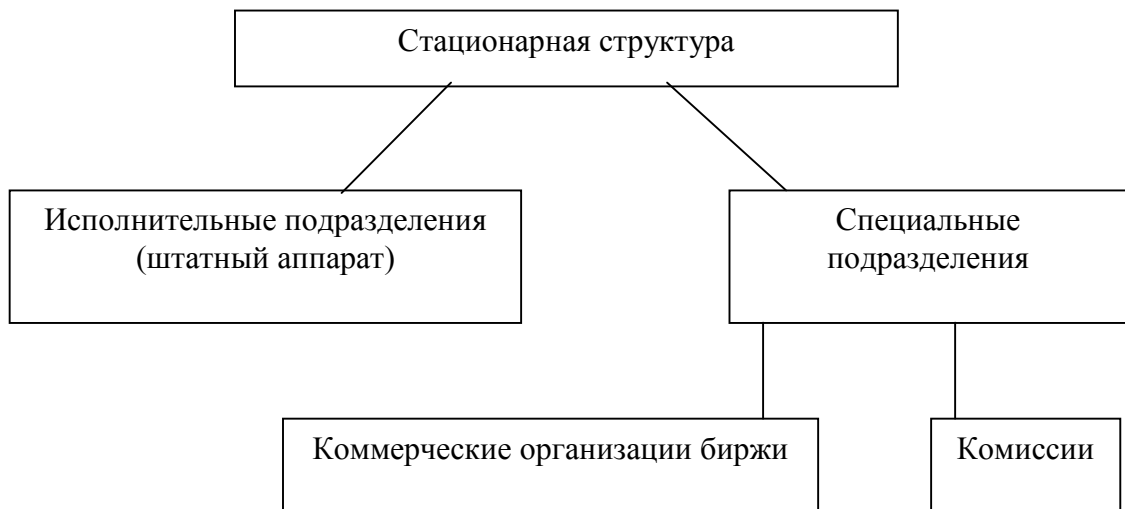 Стационарная структура
Исполнительные подразделения
(штатный аппарат)
Специальные
подразделения
Коммерческие организации биржи
Комиссии